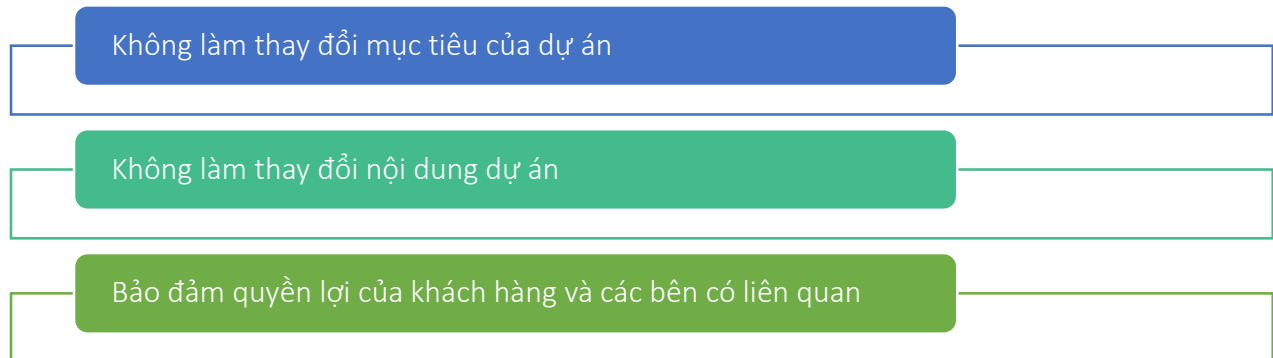 Không làm thay đổi mục tiêu của dự án
Không làm thay đổi nội dung dự án
Bảo đảm quyền lợi của khách hàng và các bên có liên quan